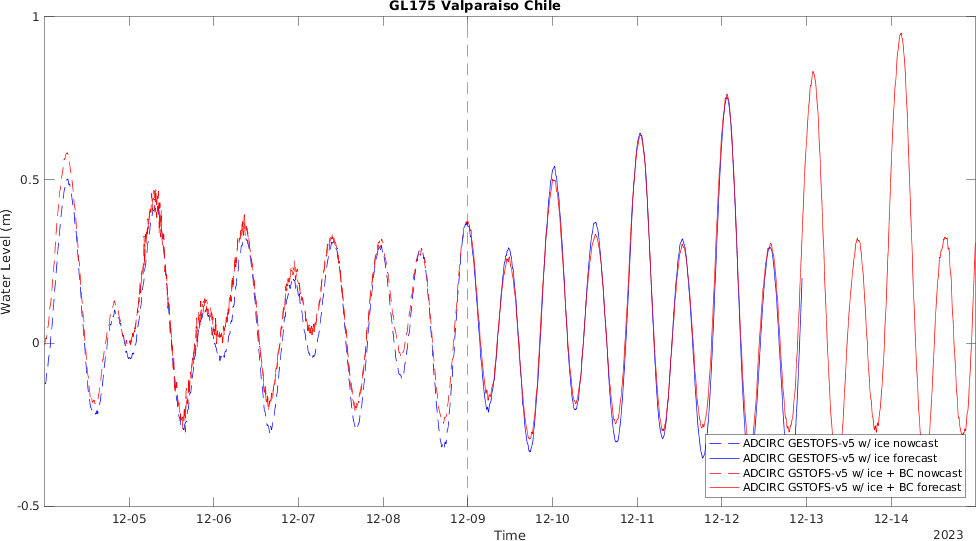 GL175 Valparaiso Chile
1
0.5
0
-0.5
Water Level (m)
12-05 12-06 12-07 12-08 12-09 12-10 12-11 12-12 12-13 12-14
Time
2023
ADCIRC GESTOFS-v5 w/ ice nowcast
ADCIRC GESTOFS-v5 w/ ice forecast
ADCIRC GSTOFS-v5 w/ ice + BC nowcast
ADCIRC GSTOFS-v5 w/ ice + BC forecast